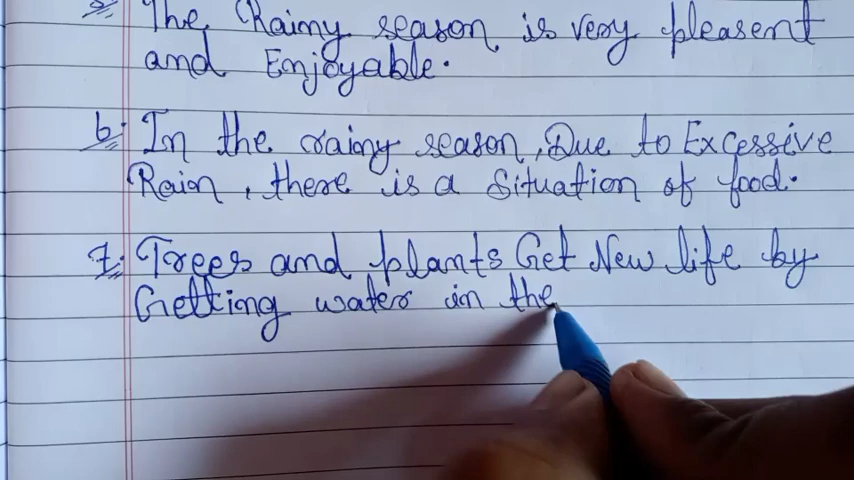 5. The Rainy season is very pleasent
and Enjoyable.
6. In the rainy season, Due to Excessive
Rain, there is a Situation of food.
7. Trees and plants Get New life by
Getting water in the